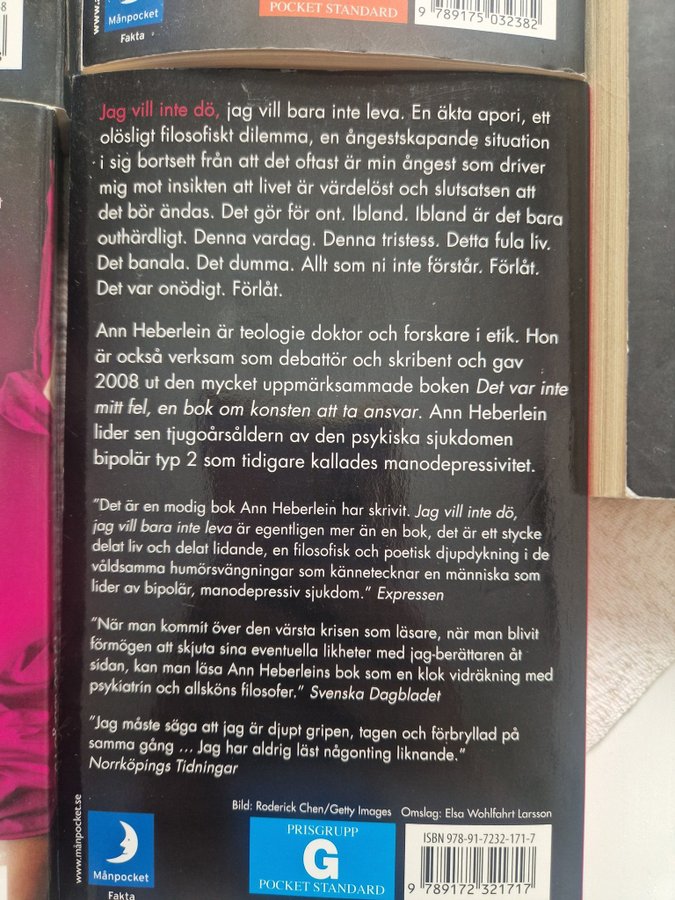 Månpocket
Fakta
POCKET STANDARD
9 789175 032382
Jag vill inte dö, jag vill bara inte leva. En äkta apori, ett
olösligt filosofiskt dilemma, en ångestskapande situation
i sig bortsett från att det oftast är min ångest som driver
mig mot insikten att livet är värdelöst och slutsatsen att
det bör ändas. Det gör för ont. Ibland. Ibland är det bara
outhärdligt. Denna vardag. Denna tristess. Detta fula liv.
Det banala. Det dumma. Allt som ni inte förstår. Förlåt.
Det var onödigt. Förlåt.
Ann Heberlein är teologie doktor och forskare i etik. Hon
är också verksam som debattör och skribent och gav
2008 ut den mycket uppmärksammade boken Det var inte
mitt fel, en bok om konsten att ta ansvar. Ann Heberlein
lider sen tjugoårsåldern av den psykiska sjukdomen
bipolär typ 2 som tidigare kallades manodepressivitet.
"Det är en modig bok Ann Heberlein har skrivit. Jag vill inte dö,
jag vill bara inte leva är egentligen mer än en bok, det är ett stycke
delat liv och delat lidande, en filosofisk och poetisk djupdykning i de
våldsamma humörsvängningar som kännetecknar en människa som
lider av bipolär, manodepressiv sjukdom." Expressen
"När man kommit över den värsta krisen som läsare, när man blivit
förmögen att skjuta sina eventuella likheter med jag-berättaren åt
sidan, kan man läsa Ann Heberleins bok som en klok vidräkning med
psykiatrin och allsköns filosofer." Svenska Dagbladet
"Jag måste säga att jag är djupt gripen, tagen och förbryllad på
samma gång ... Jag har aldrig läst någonting liknande."
Norrköpings Tidningar
Bild: Roderick Chen/Getty Images Omslag: Elsa Wohlfahrt Larsson
www.månpocket.se
Månpocket
Fakta
PRISGRUPP
G
POCKET STANDARD
ISBN 978-91-7232-171-7
9 789172 321717